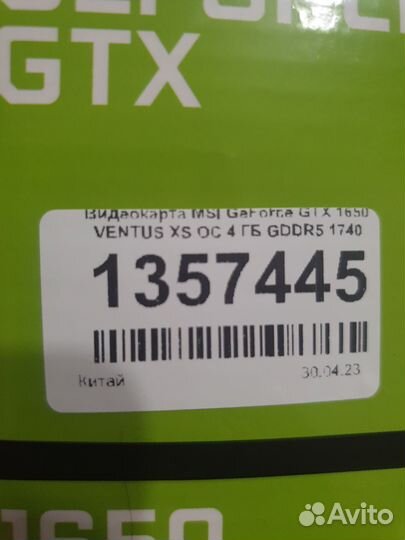 GEFORCE
GTX
Видеокарта MSI GeForce GTX 1650
VENTUS XS OC 4 ГБ GDDR5 1740
1357445
Китай
30.04.23
1650
Avito